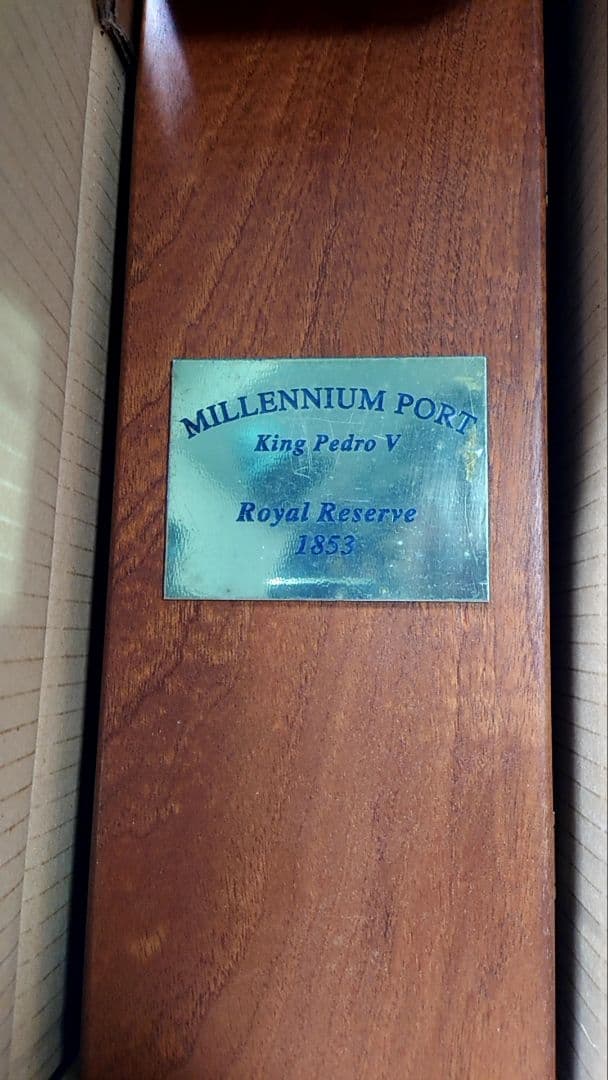 MILLENNIUM PORT
King Pedro V
Royal Reserve
1853